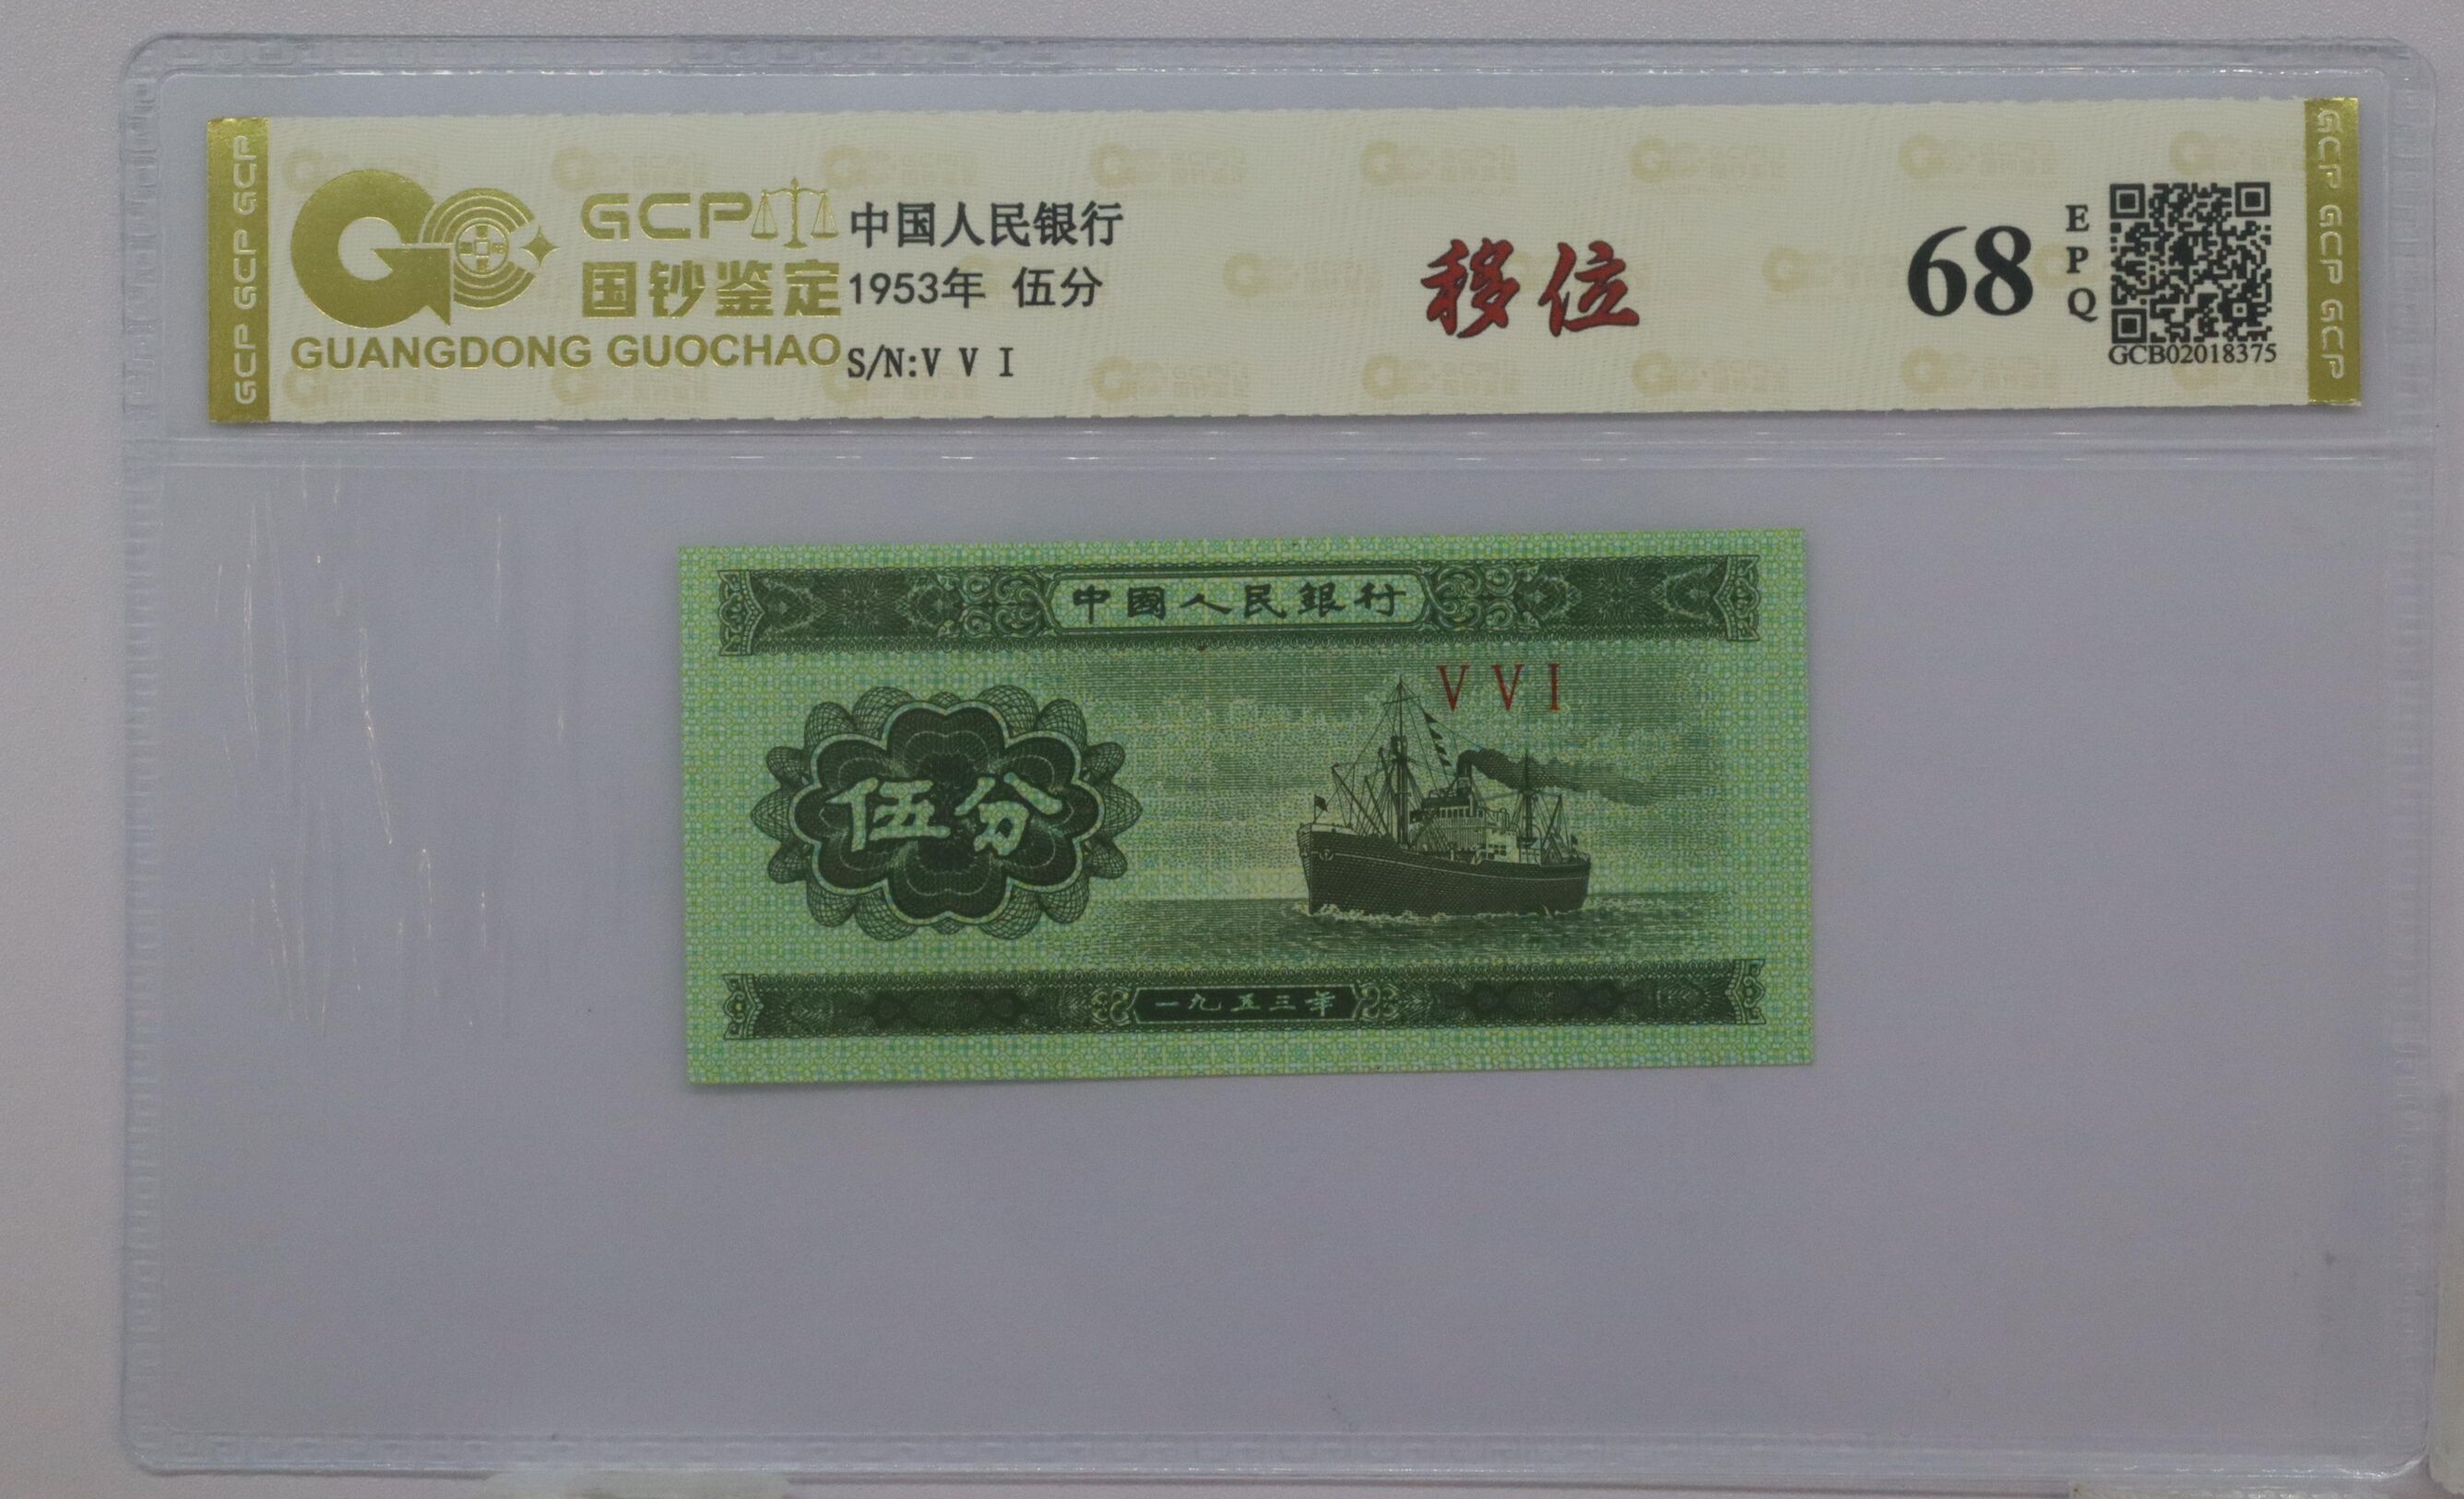 GCP GCP GCP
GCP
国钞鉴定
GUANGDONG GUOCHAO
中国人民银行
1953年 伍分
S/N:V V I
移位
68
E
P
Q
GCB02018375
GCP GCP GCP
中國人民銀行
V V I
伍分
一九五三年